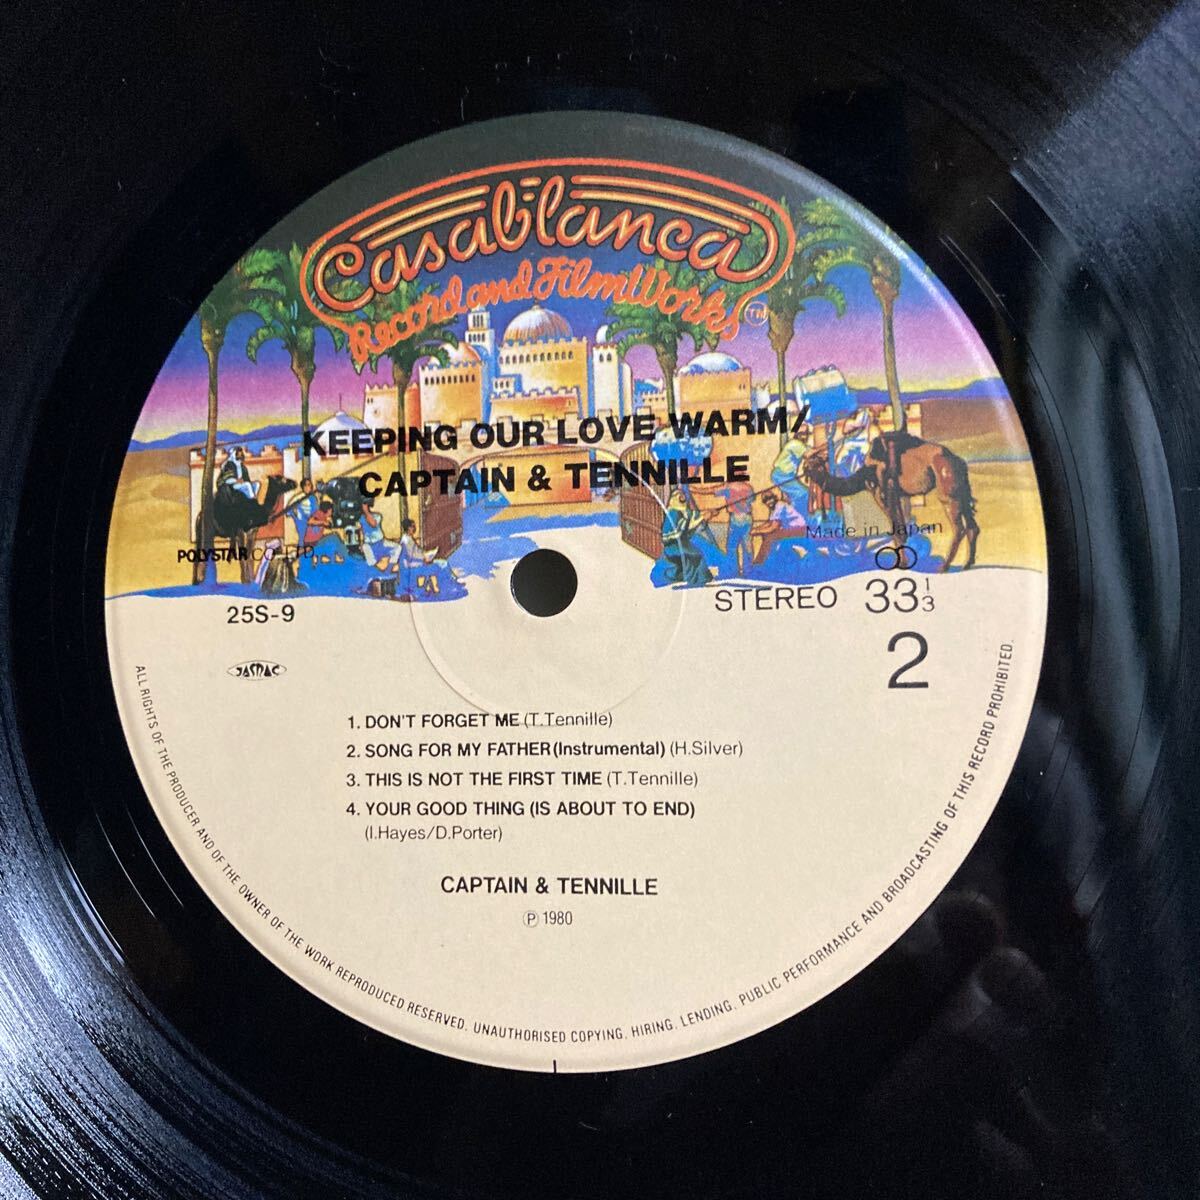 Casablanca
Record and FilmWorks
TM
KEEPING OUR LOVE WARM/
CAPTAIN & TENNILLE
POLYSTAR CO. LTD.
Made in Japan
25S-9
STEREO 33 1/3
2
JASRAC
1. DON'T FORGET ME (T.Tennille)
2. SONG FOR MY FATHER (Instrumental) (H.Silver)
3. THIS IS NOT THE FIRST TIME (T.Tennille)
4. YOUR GOOD THING (IS ABOUT TO END)
(I.Hayes/D.Porter)
CAPTAIN & TENNILLE
Ⓟ 1980
ALL RIGHTS OF THE PRODUCER AND OF THE OWNER OF THE WORK REPRODUCED RESERVED. UNAUTHORISED COPYING. HIRING. LENDING. PUBLIC PERFORMANCE AND BROADCASTING OF THIS RECORD PROHIBITED.